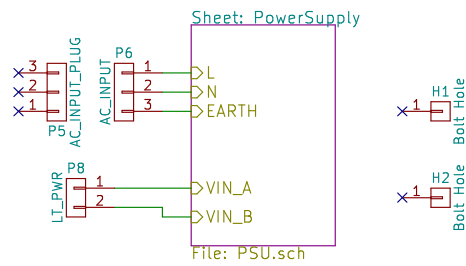 Sheet: PowerSupply
P6
AC_INPUT
1
2
3
L
N
EARTH
3
2
1
P5
AC_INPUT_PLUG
P8
LT_PWR
1
2
VIN_A
VIN_B
H1
1
Bolt Hole
H2
1
Bolt Hole
File: PSU.sch